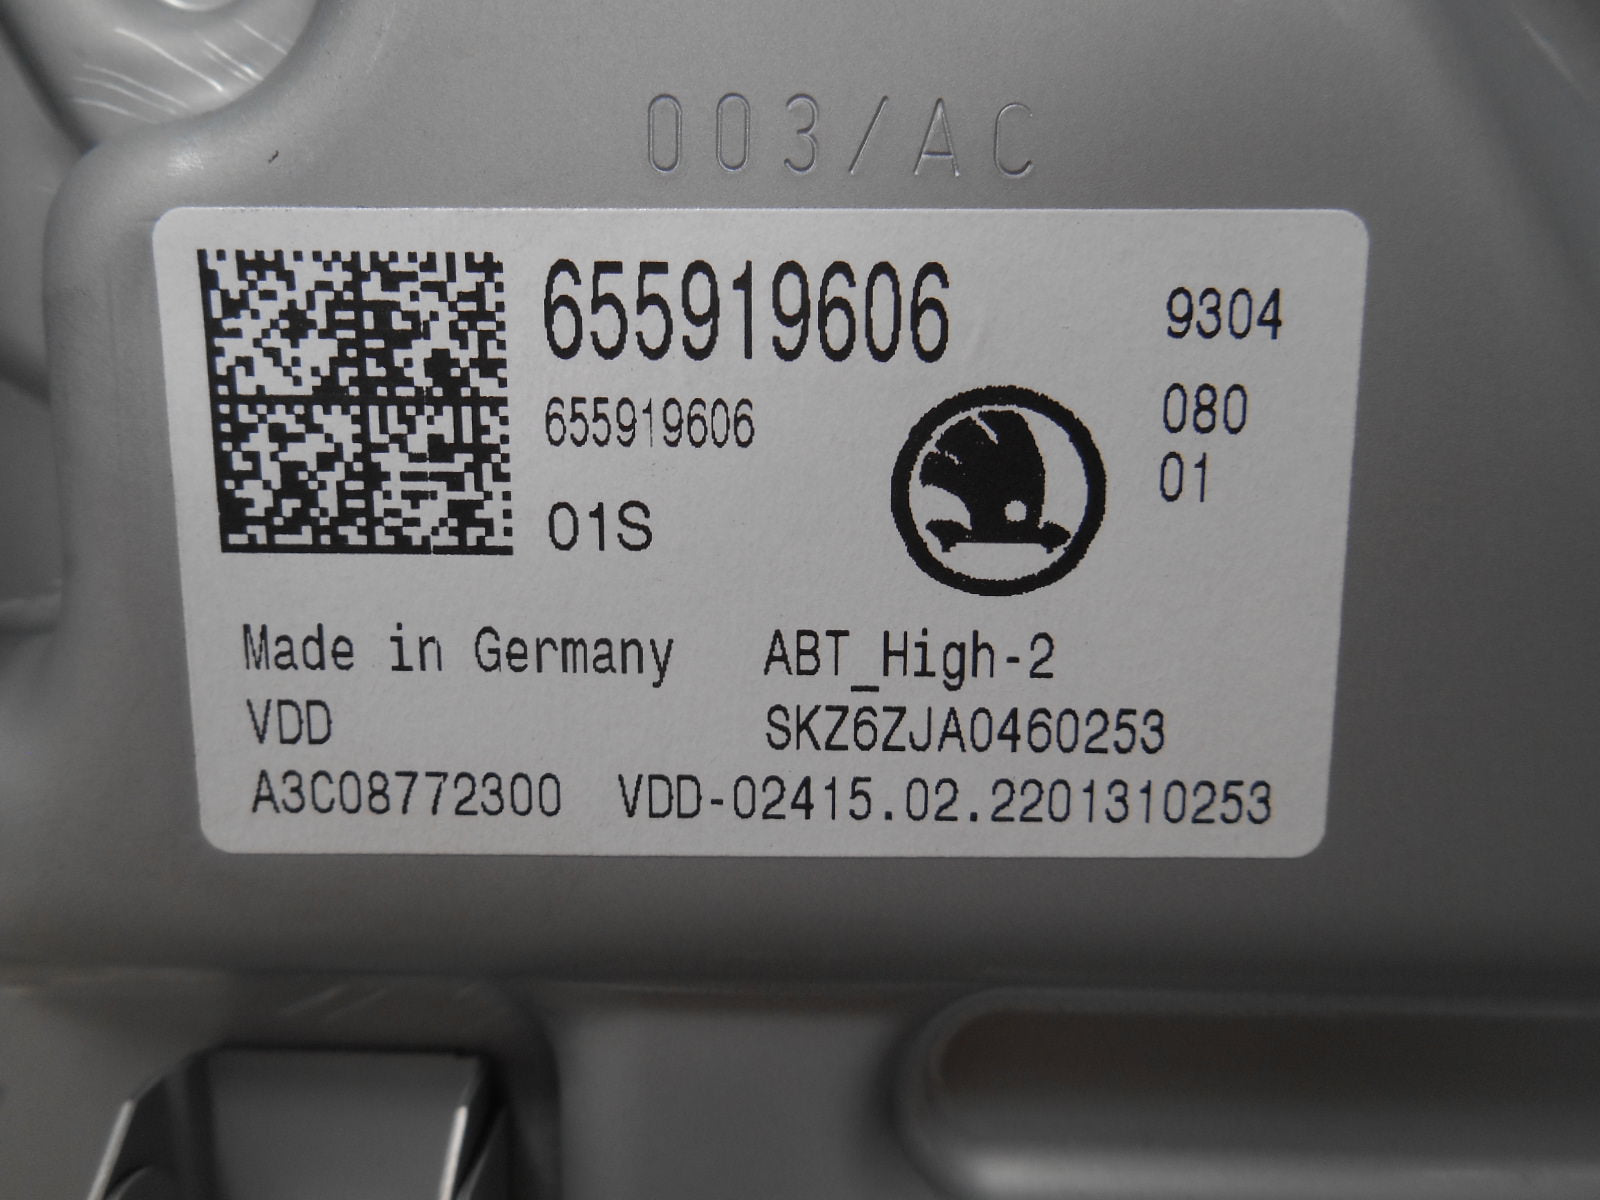 003/AC
655919606 9304
655919606 080
01S 01
Made in Germany ABT_High-2
VDD SKZ6ZJA0460253
A3C08772300 VDD-02415.02.2201310253